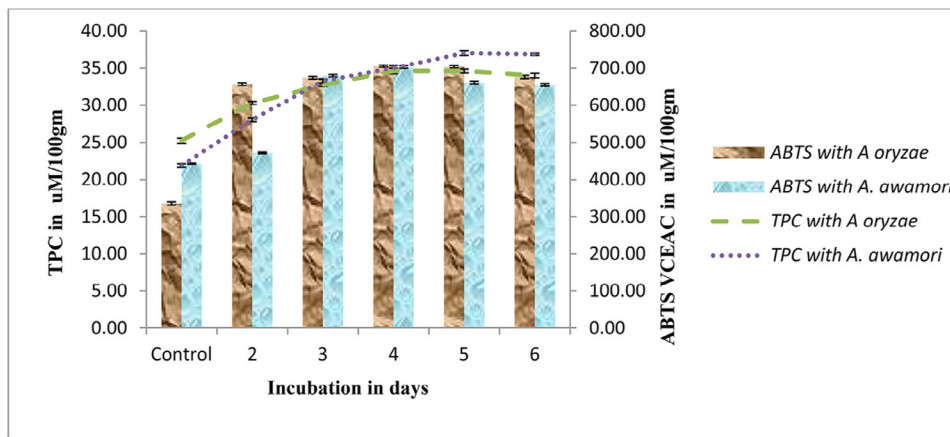 40.00
35.00
30.00
25.00
20.00
15.00
10.00
5.00
0.00
TPC in uM/100gm
800.00
700.00
600.00
500.00
400.00
300.00
200.00
100.00
0.00
ABTS VCEAC in uM/100gm
Control 2 3 4 5 6
Incubation in days
ABTS with A oryzae
ABTS with A. awamori
TPC with A oryzae
TPC with A. awamori